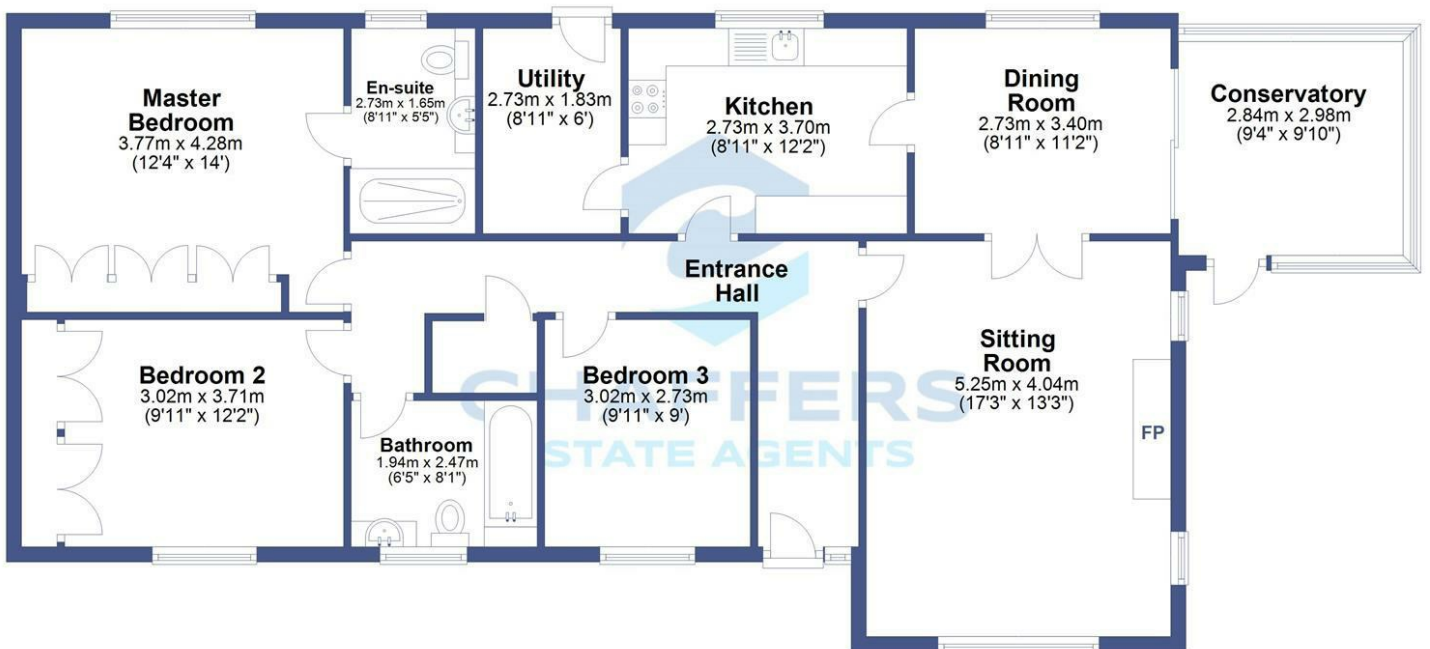 Master
Bedroom
3.77m x 4.28m
(12'4" x 14')
En-suite
2.73m x 1.65m
(8'11" x 5'5")
Utility
2.73m x 1.83m
(8'11" x 6')
Kitchen
2.73m x 3.70m
(8'11" x 12'2")
Dining
Room
2.73m x 3.40m
(8'11" x 11'2")
Conservatory
2.84m x 2.98m
(9'4" x 9'10")
Entrance
Hall
Bedroom 2
3.02m x 3.71m
(9'11" x 12'2")
Bathroom
1.94m x 2.47m
(6'5" x 8'1")
Bedroom 3
3.02m x 2.73m
(9'11" x 9')
Sitting
Room
5.25m x 4.04m
(17'3" x 13'3")
FP
CHAFFERS
STATE AGENTS